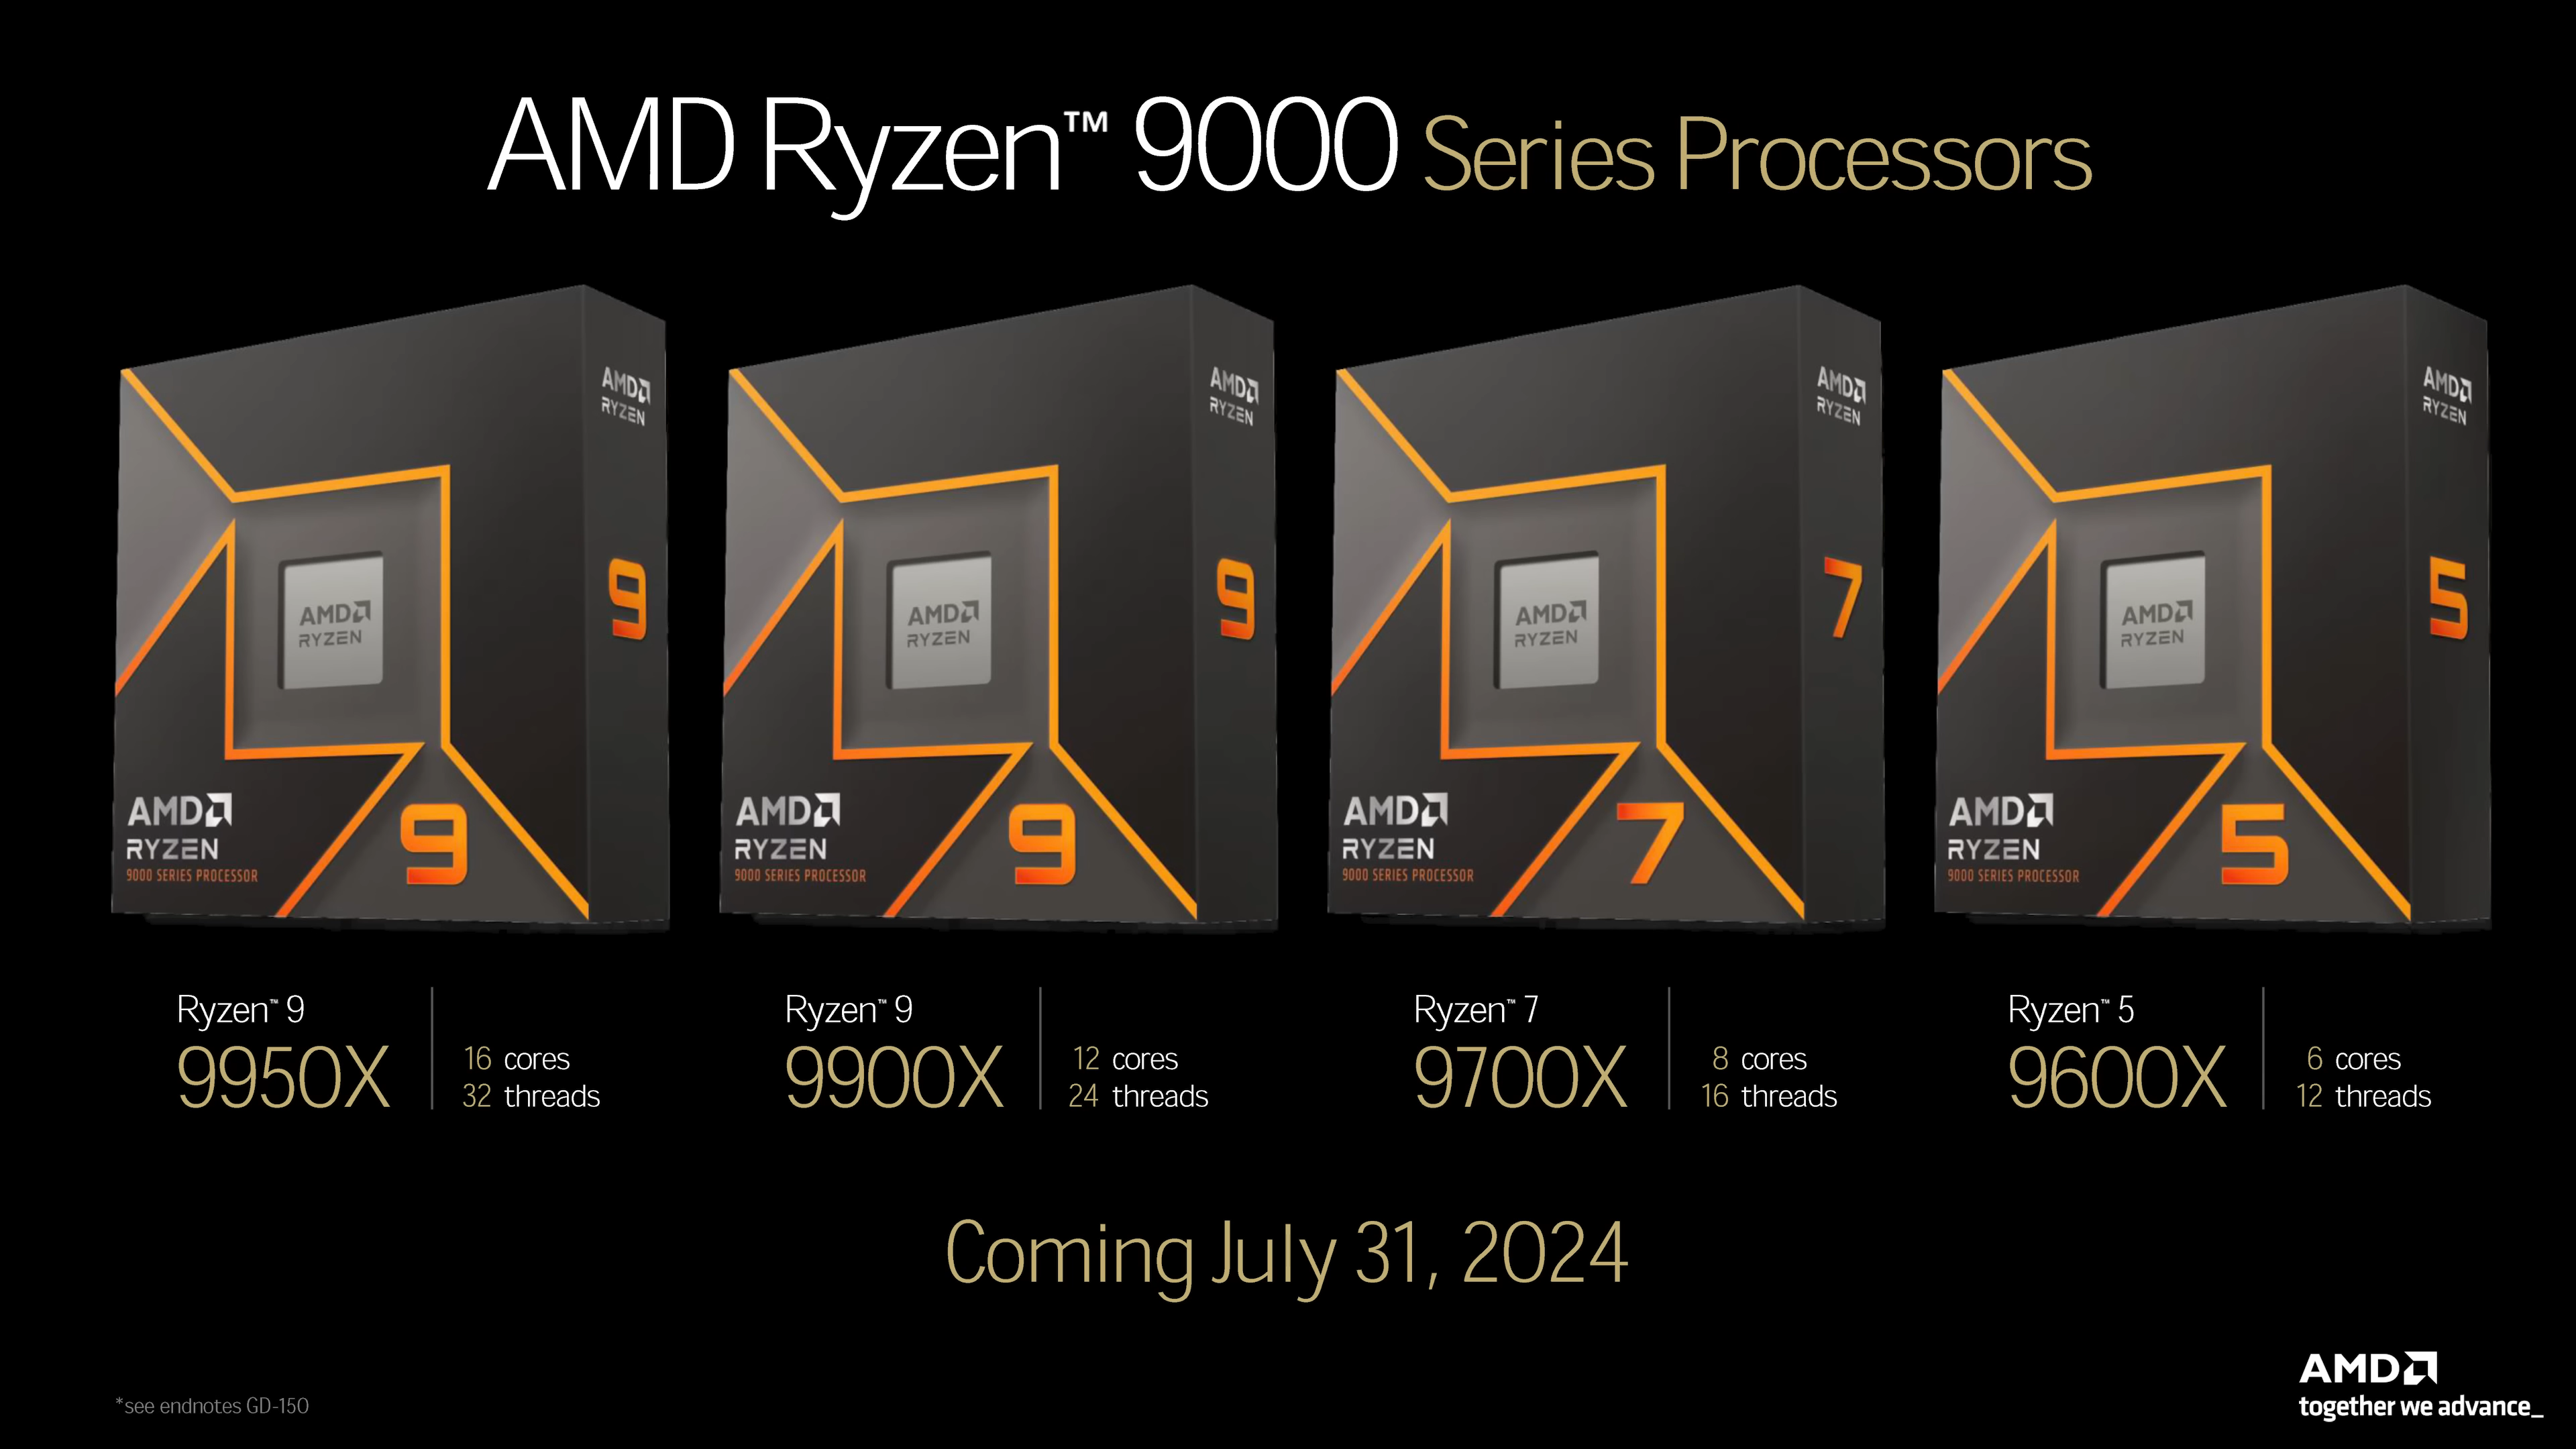 AMD Ryzen™ 9000 Series Processors
AMD
RYZEN
9
AMD
RYZEN
AMD
RYZEN
9000 SERIES PROCESSOR
9
AMD
RYZEN
9
AMD
RYZEN
AMD
RYZEN
9000 SERIES PROCESSOR
9
AMD
RYZEN
7
AMD
RYZEN
AMD
RYZEN
9000 SERIES PROCESSOR
7
AMD
RYZEN
5
AMD
RYZEN
AMD
RYZEN
9000 SERIES PROCESSOR
5
Ryzen™ 9
9950X
16 cores
32 threads
Ryzen™ 9
9900X
12 cores
24 threads
Ryzen™ 7
9700X
8 cores
16 threads
Ryzen™ 5
9600X
6 cores
12 threads
Coming July 31, 2024
*see endnotes GD-150
AMD
together we advance_